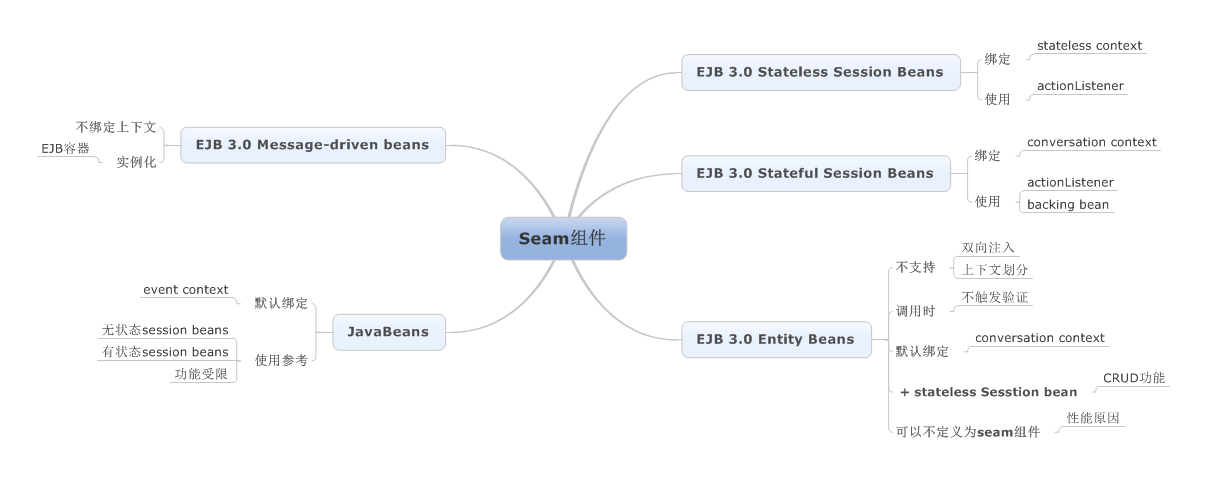 Seam组件
EJB 3.0 Stateless Session Beans
绑定
stateless context
使用
actionListener
EJB 3.0 Stateful Session Beans
绑定
conversation context
使用
actionListener
backing bean
EJB 3.0 Entity Beans
不支持
双向注入
上下文划分
调用时
不触发验证
默认绑定
conversation context
+ stateless Sesstion bean
CRUD功能
可以不定义为seam组件
性能原因
EJB 3.0 Message-driven beans
不绑定上下文
实例化
EJB容器
JavaBeans
默认绑定
event context
使用参考
无状态session beans
有状态session beans
功能受限